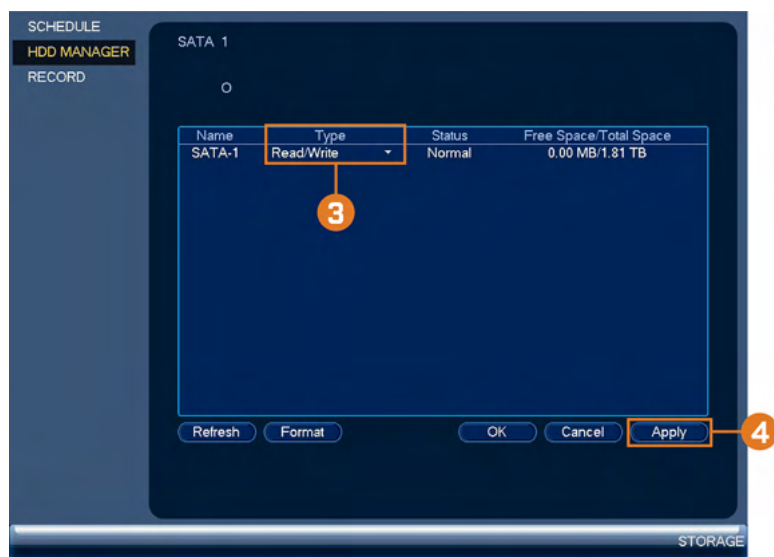 SCHEDULE
HDD MANAGER
RECORD
SATA 1
O
Name Type Status Free Space/Total Space
SATA-1 Read/Write Normal 0.00 MB/1.81 TB
3
Refresh Format OK Cancel Apply
4
STORAGE